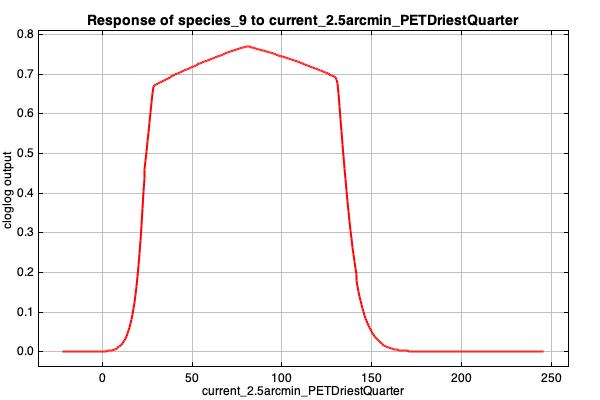 Response of species_9 to current_2.5arcmin_PETDriestQuarter
0.8
0.7
0.6
0.5
0.4
0.3
0.2
0.1
0.0
cloglog output
0 50 100 150 200 250
current_2.5arcmin_PETDriestQuarter